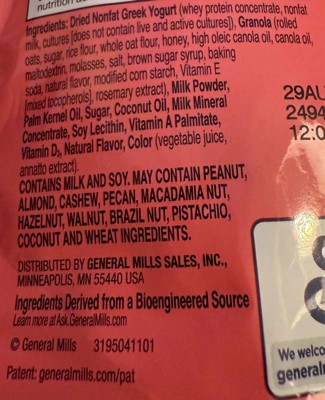 nutrition
Ingredients: Dried Nonfat Greek Yogurt (whey protein concentrate, nonfat
milk, cultures [does not contain live and active cultures]), Granola (rolled
oats, sugar, rice flour, whole oat flour, honey, high oleic canola oil, canola oil,
maltodextrin, molasses, salt, brown sugar syrup, baking
soda, natural flavor, modified corn starch, Vitamin E
[mixed tocopherols], rosemary extract), Milk Powder,
Palm Kernel Oil, Sugar, Coconut Oil, Milk Mineral
Concentrate, Soy Lecithin, Vitamin A Palmitate,
Vitamin D₃, Natural Flavor, Color (vegetable juice,
annatto extract).
CONTAINS MILK AND SOY. MAY CONTAIN PEANUT,
ALMOND, CASHEW, PECAN, MACADAMIA NUT,
HAZELNUT, WALNUT, BRAZIL NUT, PISTACHIO,
COCONUT AND WHEAT INGREDIENTS.
DISTRIBUTED BY GENERAL MILLS SALES, INC.,
MINNEAPOLIS, MN 55440 USA
Ingredients Derived from a Bioengineered Source
Learn more at Ask.GeneralMills.com
© General Mills 3195041101
Patent: generalmills.com/pat
29AU
2494
12:0
We welco
generalm